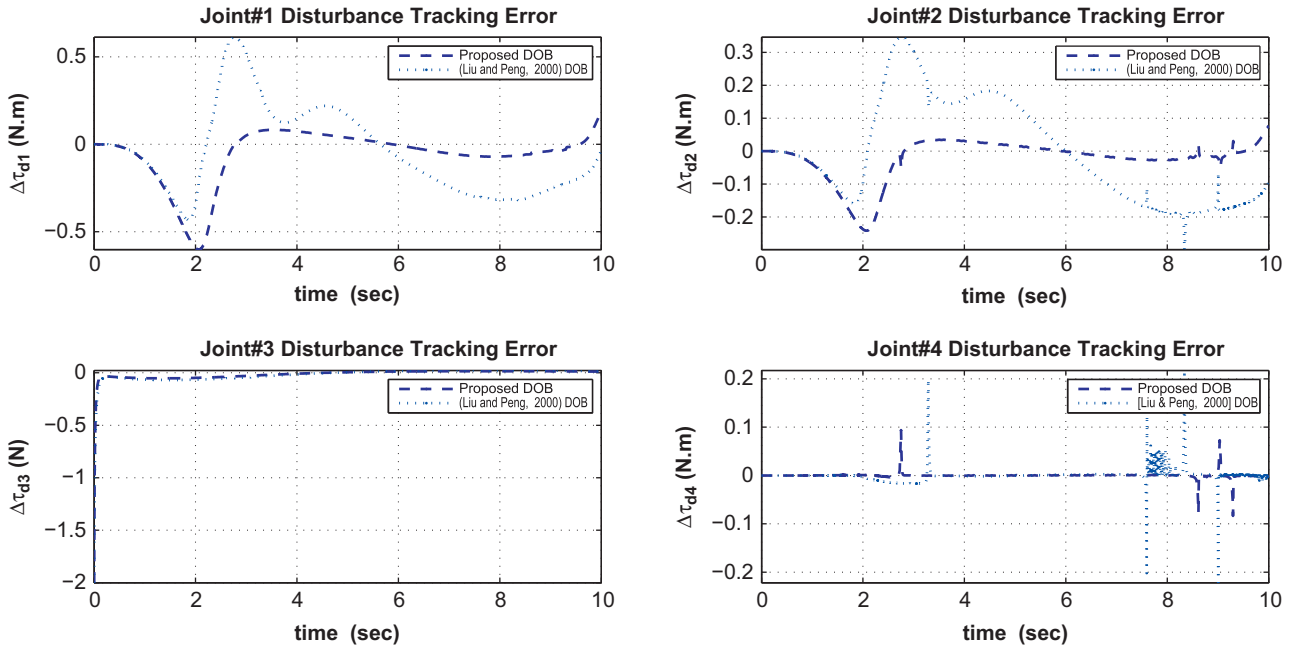 Joint#1 Disturbance Tracking Error
0.5
0
−0.5
Δτd1 (N.m)
Proposed DOB
(Liu and Peng, 2000) DOB
0 2 4 6 8 10
time (sec)
Joint#2 Disturbance Tracking Error
0.3
0.2
0.1
0
−0.1
−0.2
Δτd2 (N.m)
Proposed DOB
(Liu and Peng, 2000) DOB
0 2 4 6 8 10
time (sec)
Joint#3 Disturbance Tracking Error
0
−0.5
−1
−1.5
−2
Δτd3 (N)
Proposed DOB
(Liu and Peng, 2000) DOB
0 2 4 6 8 10
time (sec)
Joint#4 Disturbance Tracking Error
0.2
0.1
0
−0.1
−0.2
Δτd4 (N.m)
Proposed DOB
[Liu & Peng, 2000] DOB
0 2 4 6 8 10
time (sec)